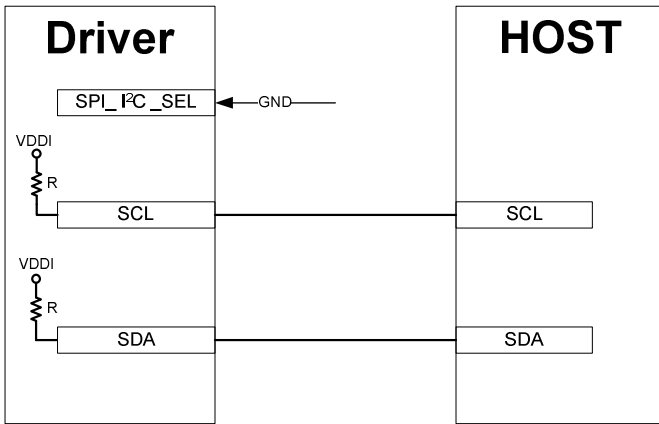 Driver HOST
SPI_I²C_SEL GND
VDDI
R
SCL SCL
VDDI
R
SDA SDA